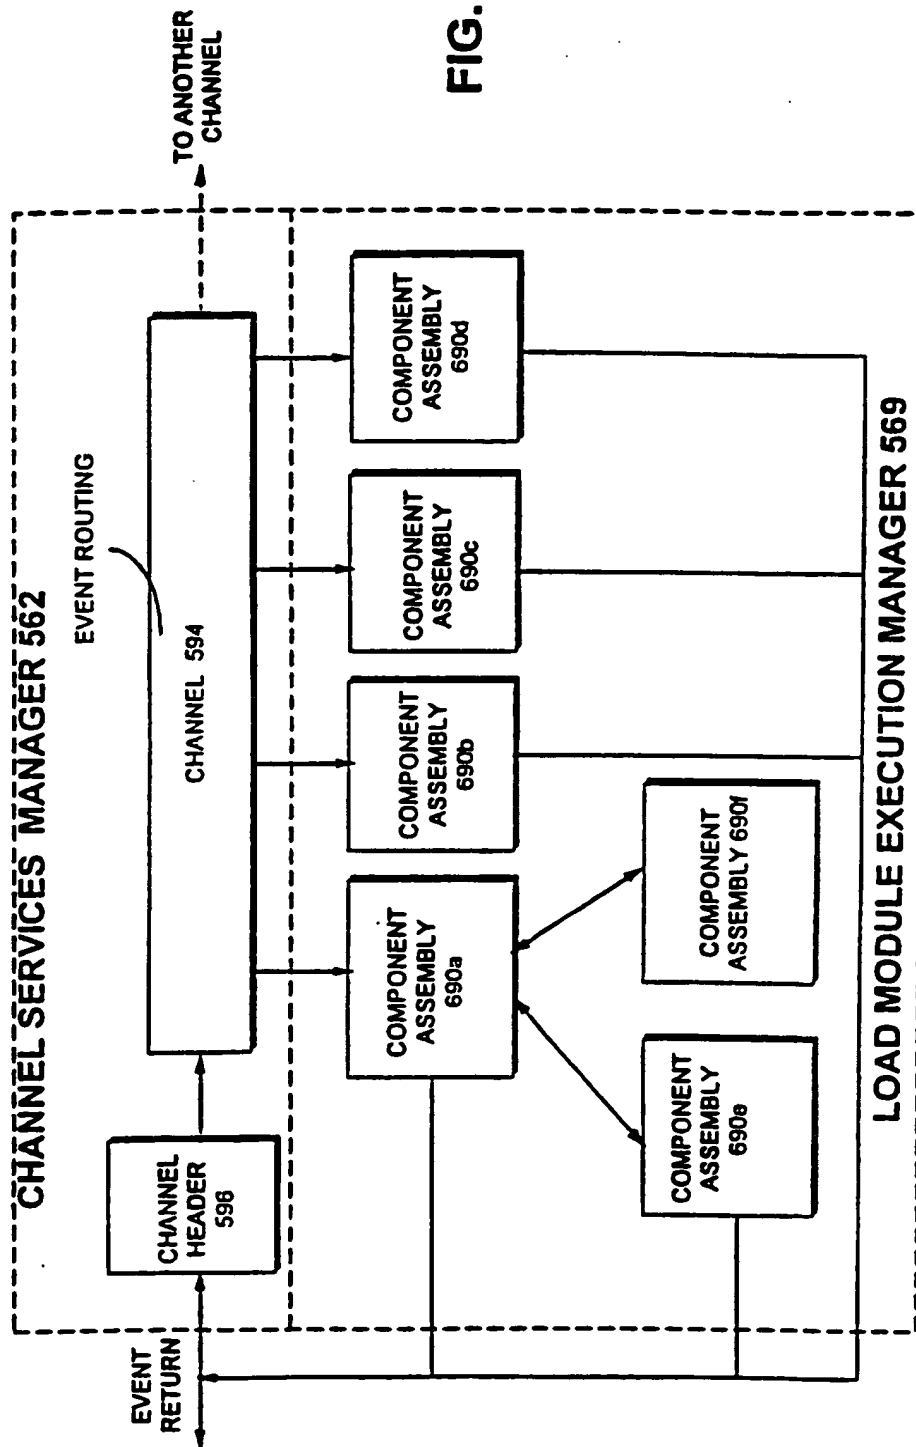 CHANNEL SERVICES MANAGER 562
EVENT ROUTING
TO ANOTHER
CHANNEL
EVENT
RETURN
CHANNEL
HEADER
596
CHANNEL 594
COMPONENT
ASSEMBLY
690a
COMPONENT
ASSEMBLY
690b
COMPONENT
ASSEMBLY
690c
COMPONENT
ASSEMBLY
690d
COMPONENT
ASSEMBLY
690e
COMPONENT
ASSEMBLY 690f
LOAD MODULE EXECUTION MANAGER 569
FIG.